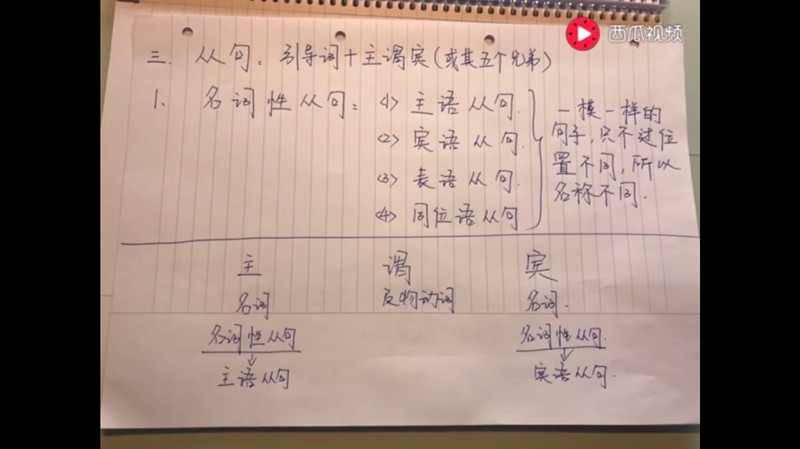 西瓜视频
三. 从句. 引导词+主谓宾(或其五个兄弟)
1. 名词性从句: <1> 主语从句.
<2> 宾语从句.
<3> 表语从句.
<4> 同位语从句
一模一样的
句子,只不过位
置不同,所以
名称不同.
主 谓 宾
名词 及物动词 名词.
名词性从句 名词性从句.
主语从句 宾语从句.